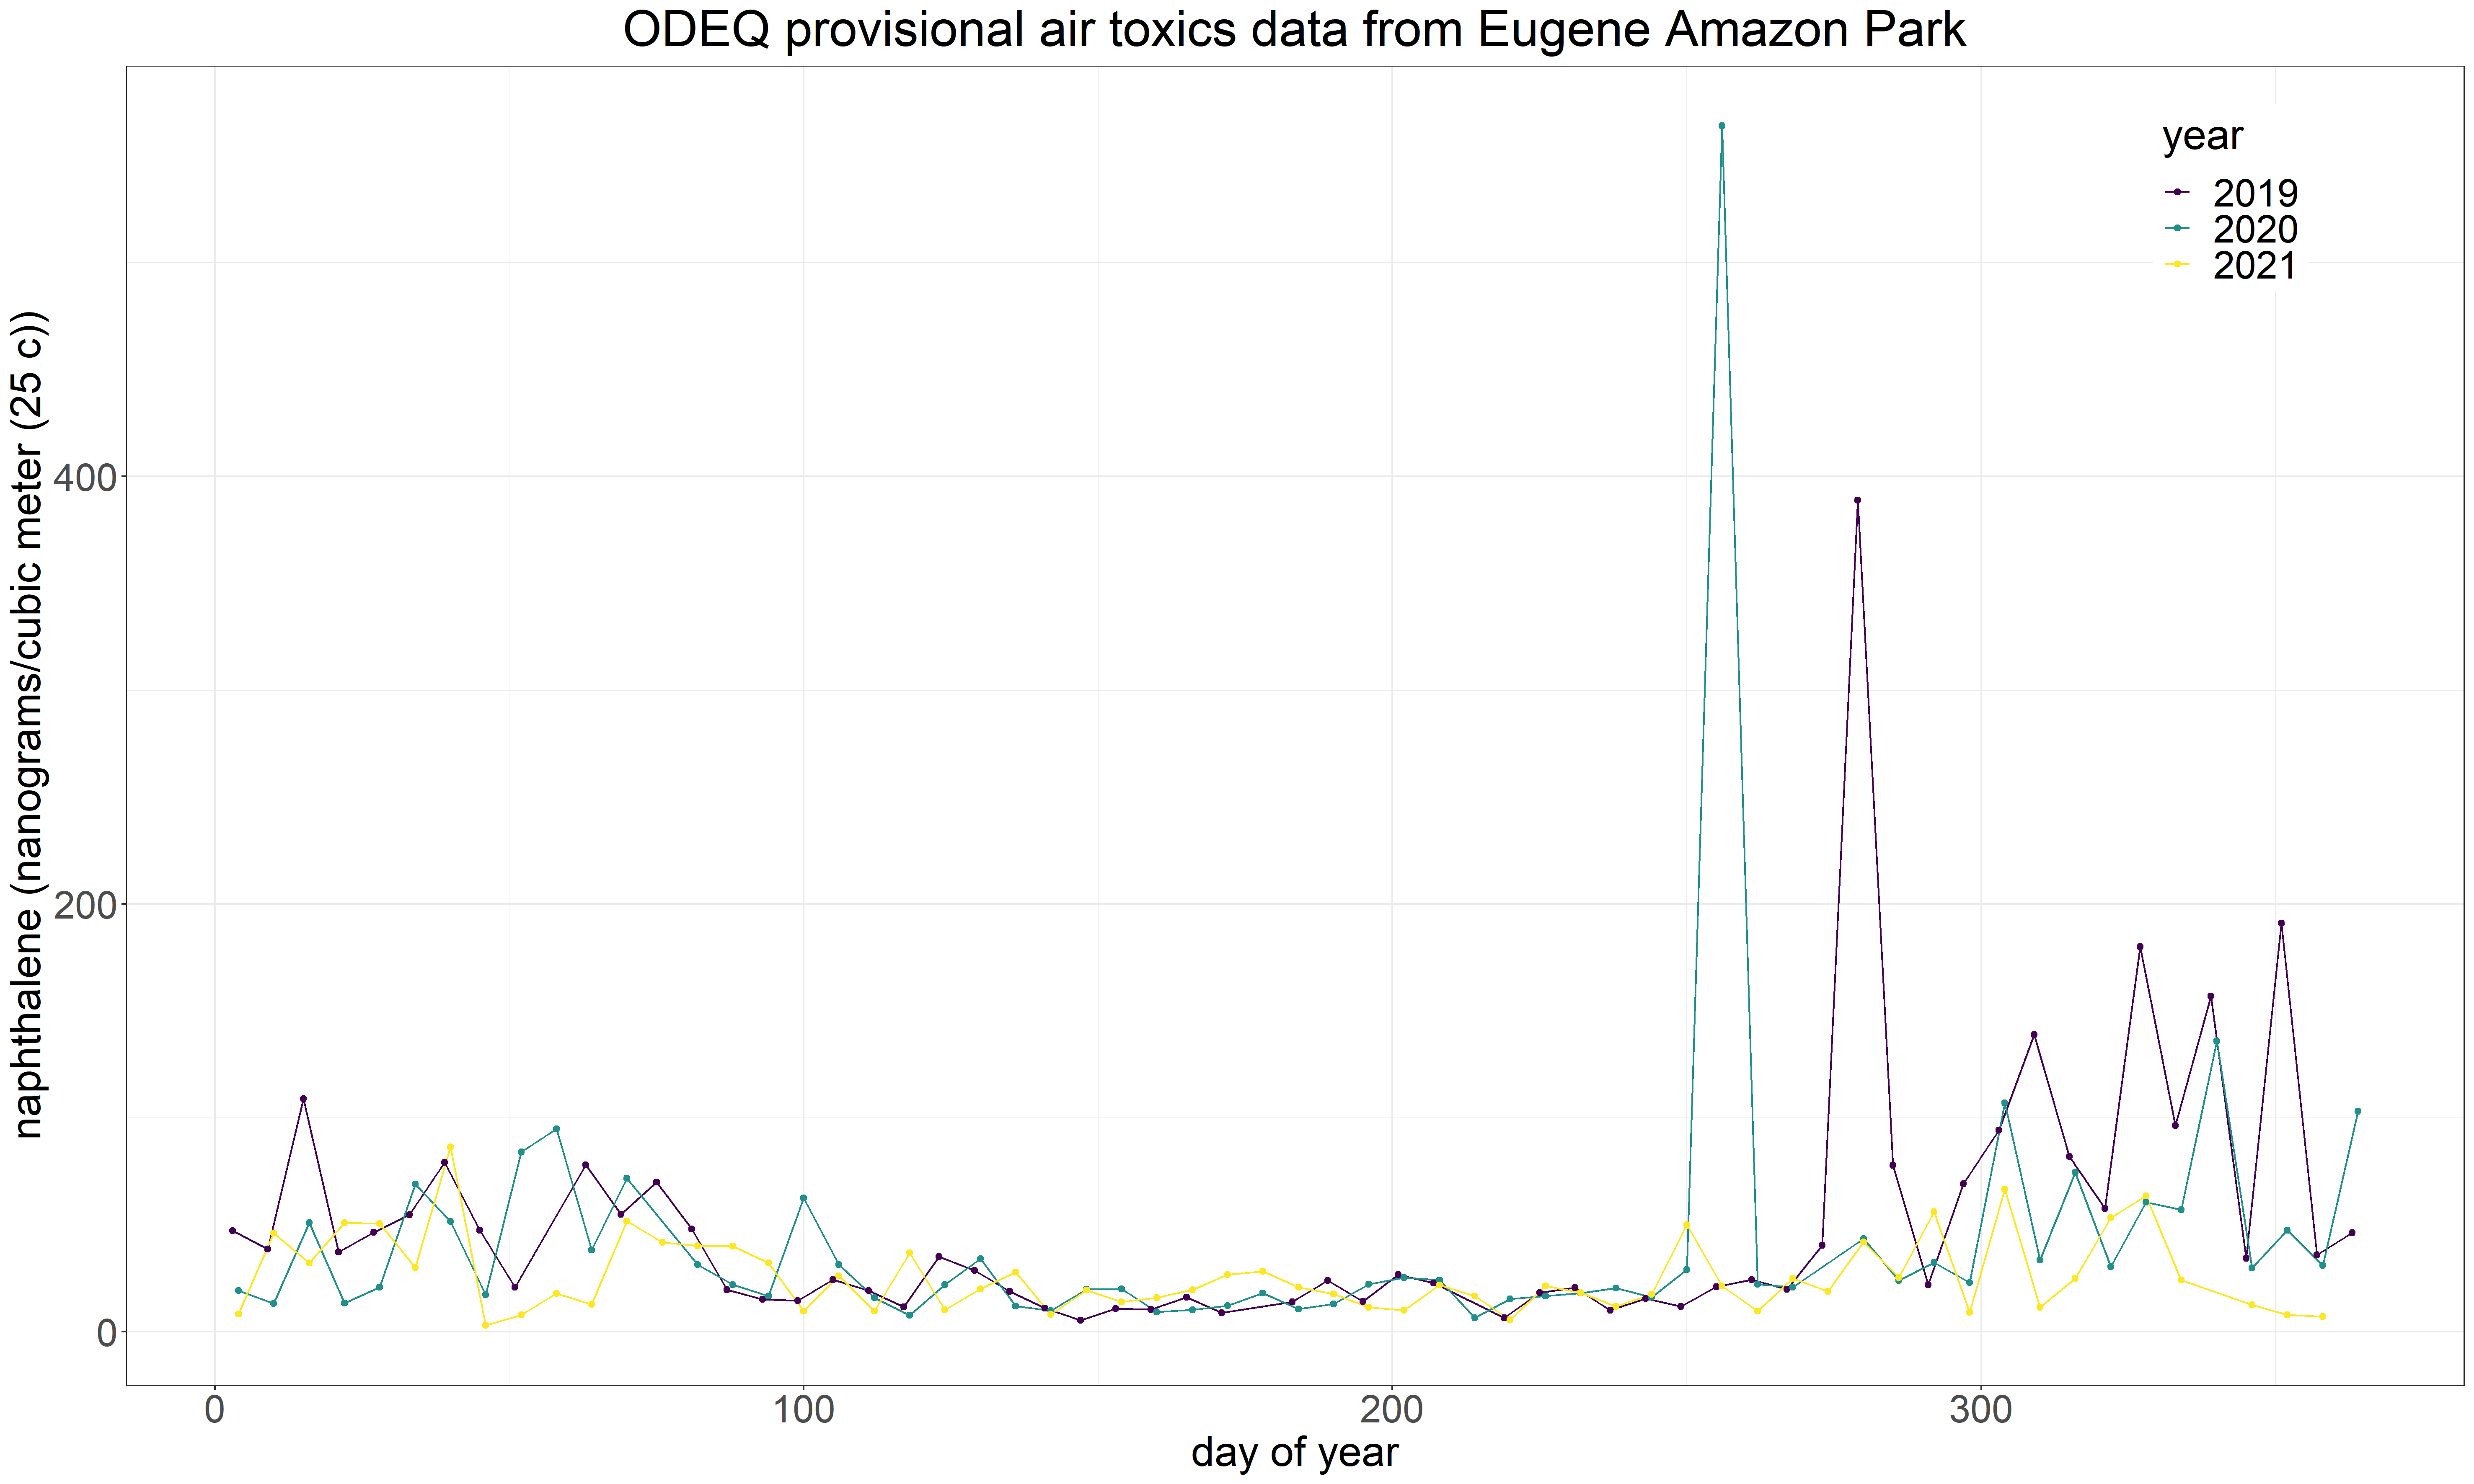 ODEQ provisional air toxics data from Eugene Amazon Park
naphthalene (nanograms/cubic meter (25 c))
400
200
0
year
2019
2020
2021
0 100 200 300
day of year